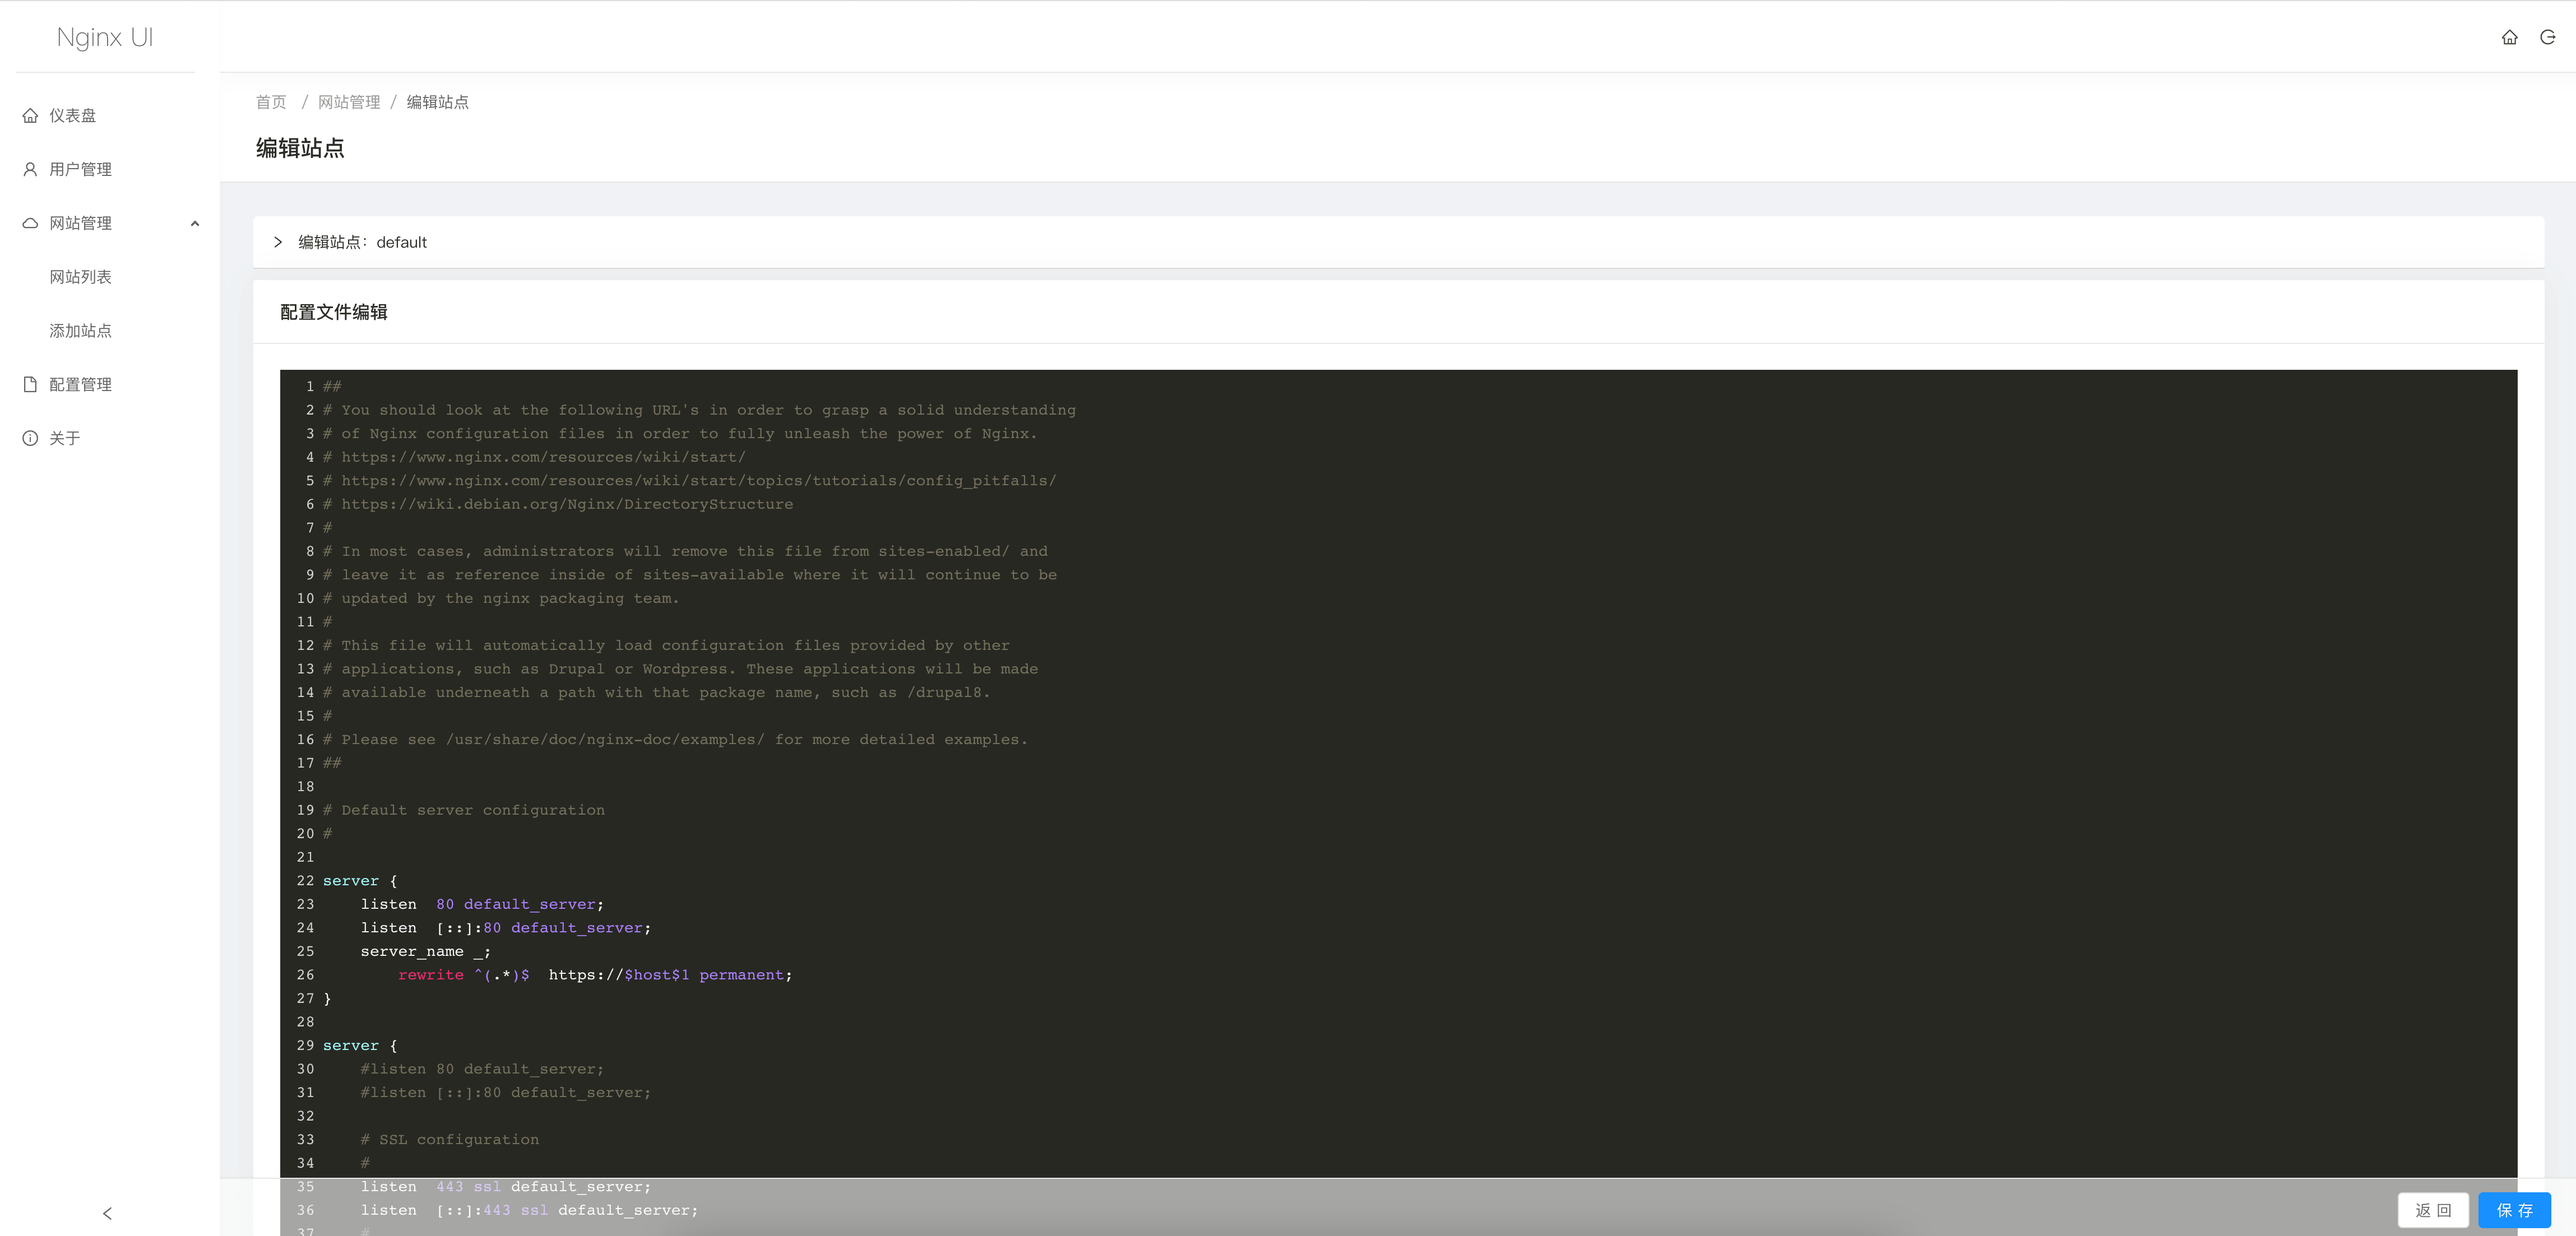 Nginx UI
仪表盘
用户管理
网站管理
网站列表
添加站点
配置管理
关于
首页 / 网站管理 / 编辑站点
编辑站点
编辑站点：default
配置文件编辑
1 ##
2 # You should look at the following URL's in order to grasp a solid understanding
3 # of Nginx configuration files in order to fully unleash the power of Nginx.
4 # https://www.nginx.com/resources/wiki/start/
5 # https://www.nginx.com/resources/wiki/start/topics/tutorials/config_pitfalls/
6 # https://wiki.debian.org/Nginx/DirectoryStructure
7 #
8 # In most cases, administrators will remove this file from sites-enabled/ and
9 # leave it as reference inside of sites-available where it will continue to be
10 # updated by the nginx packaging team.
11 #
12 # This file will automatically load configuration files provided by other
13 # applications, such as Drupal or Wordpress. These applications will be made
14 # available underneath a path with that package name, such as /drupal8.
15 #
16 # Please see /usr/share/doc/nginx-doc/examples/ for more detailed examples.
17 ##
18
19 # Default server configuration
20 #
21
22 server {
23     listen  80 default_server;
24     listen  [::]:80 default_server;
25     server_name _;
26         rewrite ^(.*)$  https://$host$1 permanent;
27 }
28
29 server {
30     #listen 80 default_server;
31     #listen [::]:80 default_server;
32
33     # SSL configuration
34     #
35     listen  443 ssl default_server;
36     listen  [::]:443 ssl default_server;
37     #
返 回
保 存